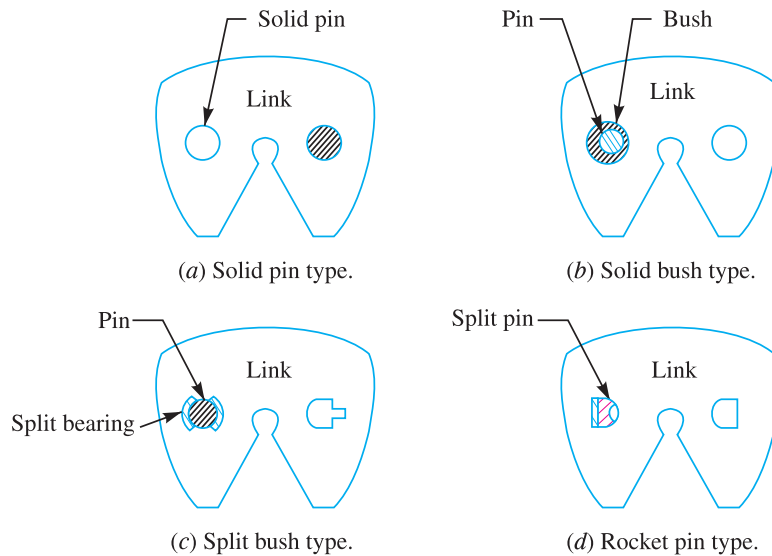 Solid pin
Link
(a) Solid pin type.
Pin
Bush
Link
(b) Solid bush type.
Pin
Link
Split bearing
(c) Split bush type.
Split pin
Link
(d) Rocket pin type.